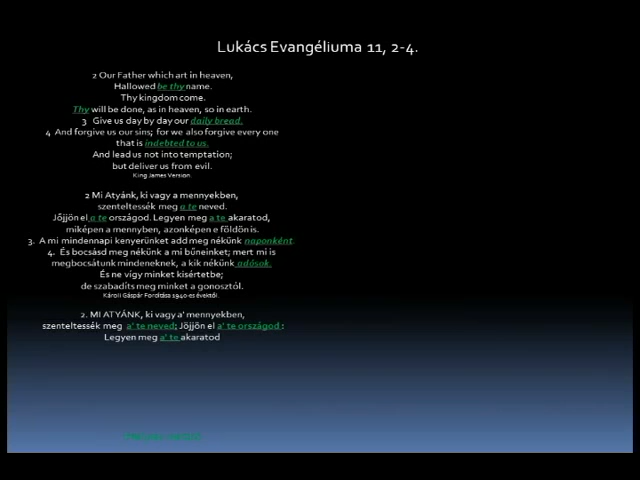 Lukács Evangéliuma 11, 2-4.
2 Our Father which art in heaven,
Hallowed be thy name.
Thy kingdom come.
Thy will be done, as in heaven, so in earth.
3 Give us day by day our daily bread.
4 And forgive us our sins; for we also forgive every one
that is indebted to us.
And lead us not into temptation;
but deliver us from evil.
King James Version.
2 Mi Atyánk, ki vagy a mennyekben,
szenteltessék meg a te neved.
Jőjjön el a te országod. Legyen meg a te akaratod,
miképen a mennyben, azonképen e földön is.
3. A mi mindennapi kenyerünket add meg nékünk naponként.
4. És bocsásd meg nékünk a mi bűneinket; mert mi is
megbocsátunk mindeneknek, a kik nékünk adósok.
És ne vígy minket kisértetbe;
de szabadíts meg minket a gonosztól.
Károli Gáspár Fordítása 1940-es évektől.
2. MI ATYÁNK, ki vagy a' mennyekben,
szenteltessék meg a' te neved; Jöjjön el a' te országod :
Legyen meg a' te akaratod